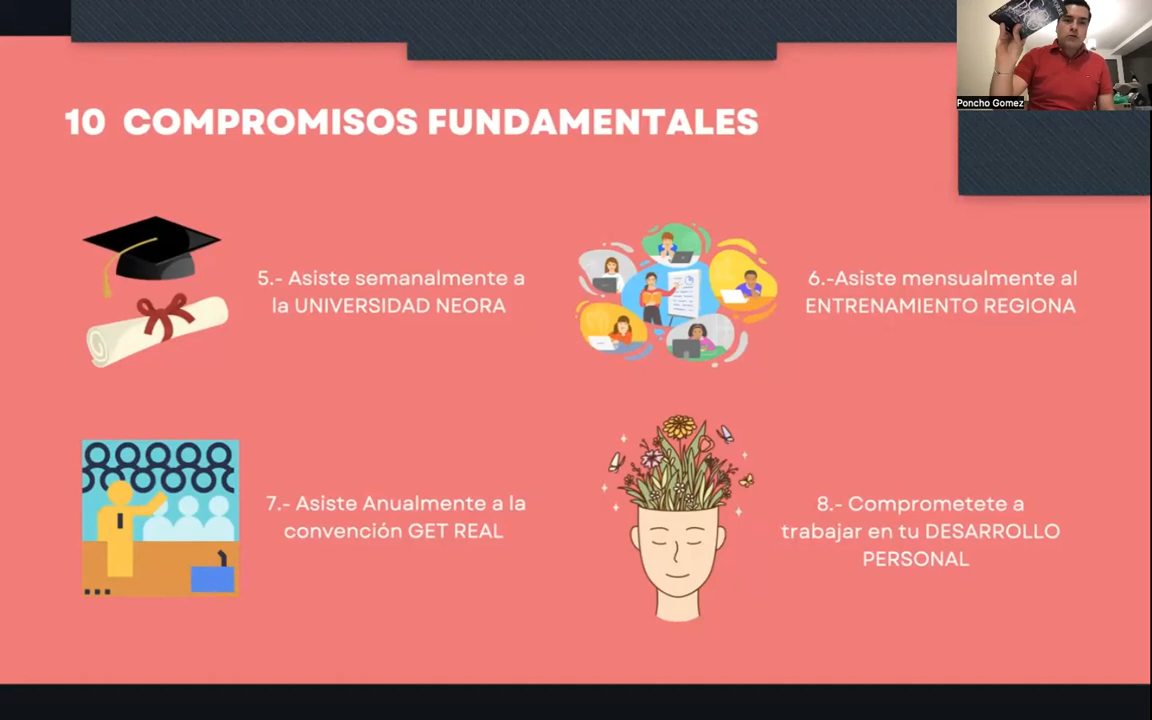 Poncho Gomez
10 COMPROMISOS FUNDAMENTALES
5.- Asiste semanalmente a
la UNIVERSIDAD NEORA
6.-Asiste mensualmente al
ENTRENAMIENTO REGIONA
7.- Asiste Anualmente a la
convención GET REAL
8.- Comprometete a
trabajar en tu DESARROLLO
PERSONAL